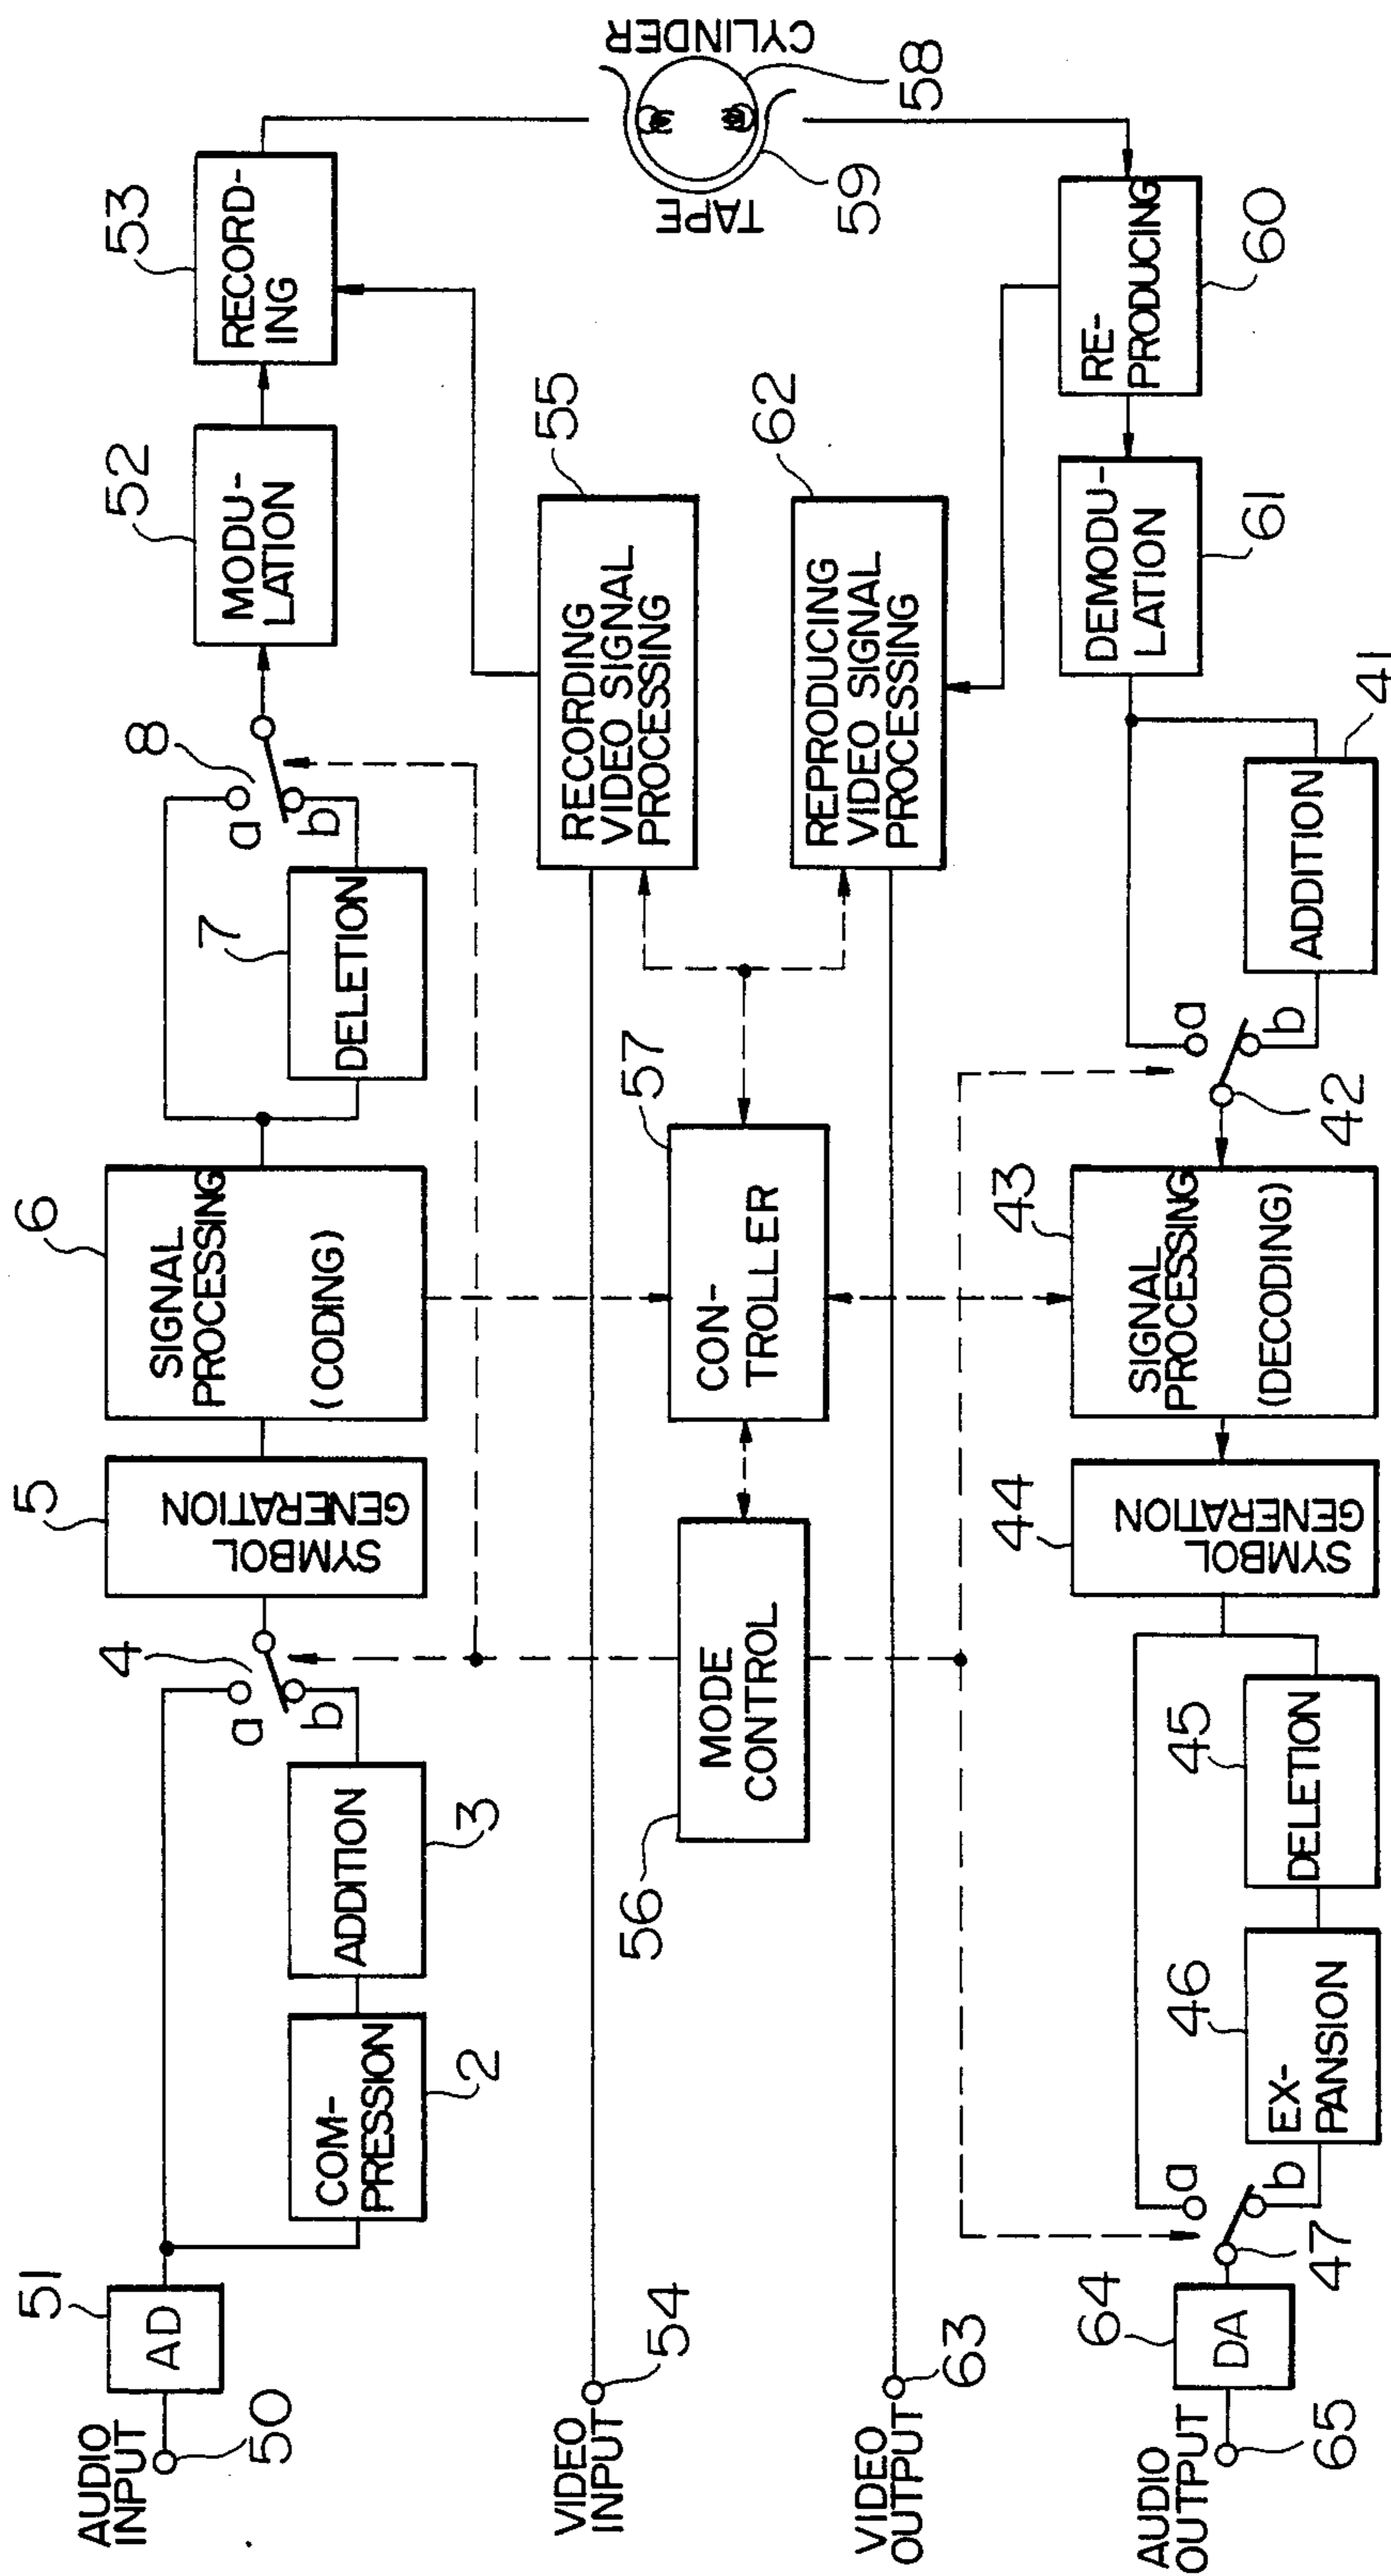 AUDIO
INPUT
50
51
AD
COM-
PRESSION
2
ADDITION
3
4
a
b
5
SYMBOL
GENERATION
6
SIGNAL
PROCESSING
(CODING)
7
DELETION
8
a
b
52
MODU-
LATION
53
RECORD-
ING
VIDEO
INPUT
54
RECORDING
VIDEO SIGNAL
PROCESSING
55
56
MODE
CONTROL
57
CON-
TROLLER
TAPE
59
CYLINDER
58
VIDEO
OUTPUT
63
REPRODUCING
VIDEO SIGNAL
PROCESSING
62
AUDIO
OUTPUT
65
64
DA
47
a
b
46
EX-
PANSION
45
DELETION
44
SYMBOL
GENERATION
43
SIGNAL
PROCESSING
(DECODING)
42
a
b
ADDITION
41
DEMODU-
LATION
61
RE-
PRODUCING
60